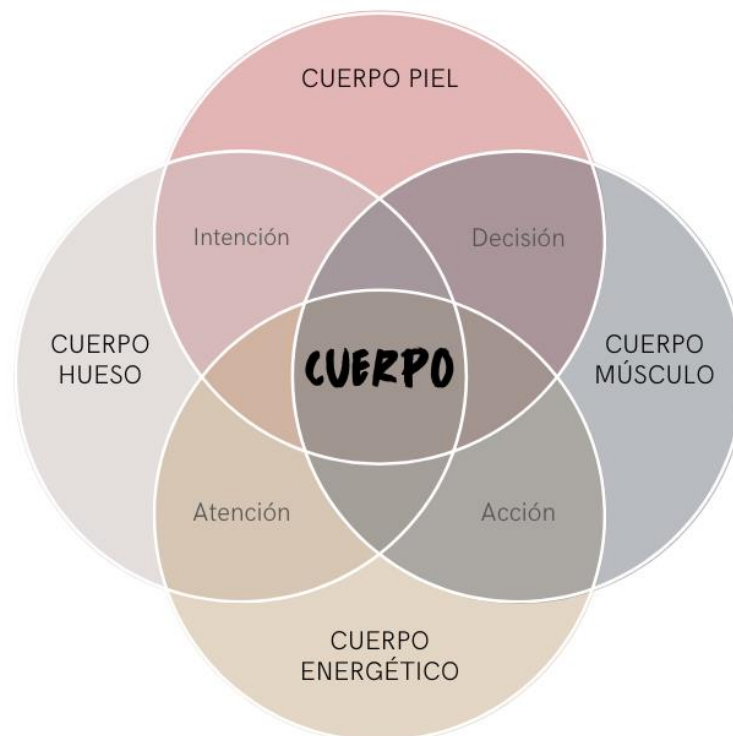 CUERPO PIEL
Intención
Decisión
CUERPO
HUESO
CUERPO
CUERPO
MÚSCULO
Atención
Acción
CUERPO
ENERGÉTICO